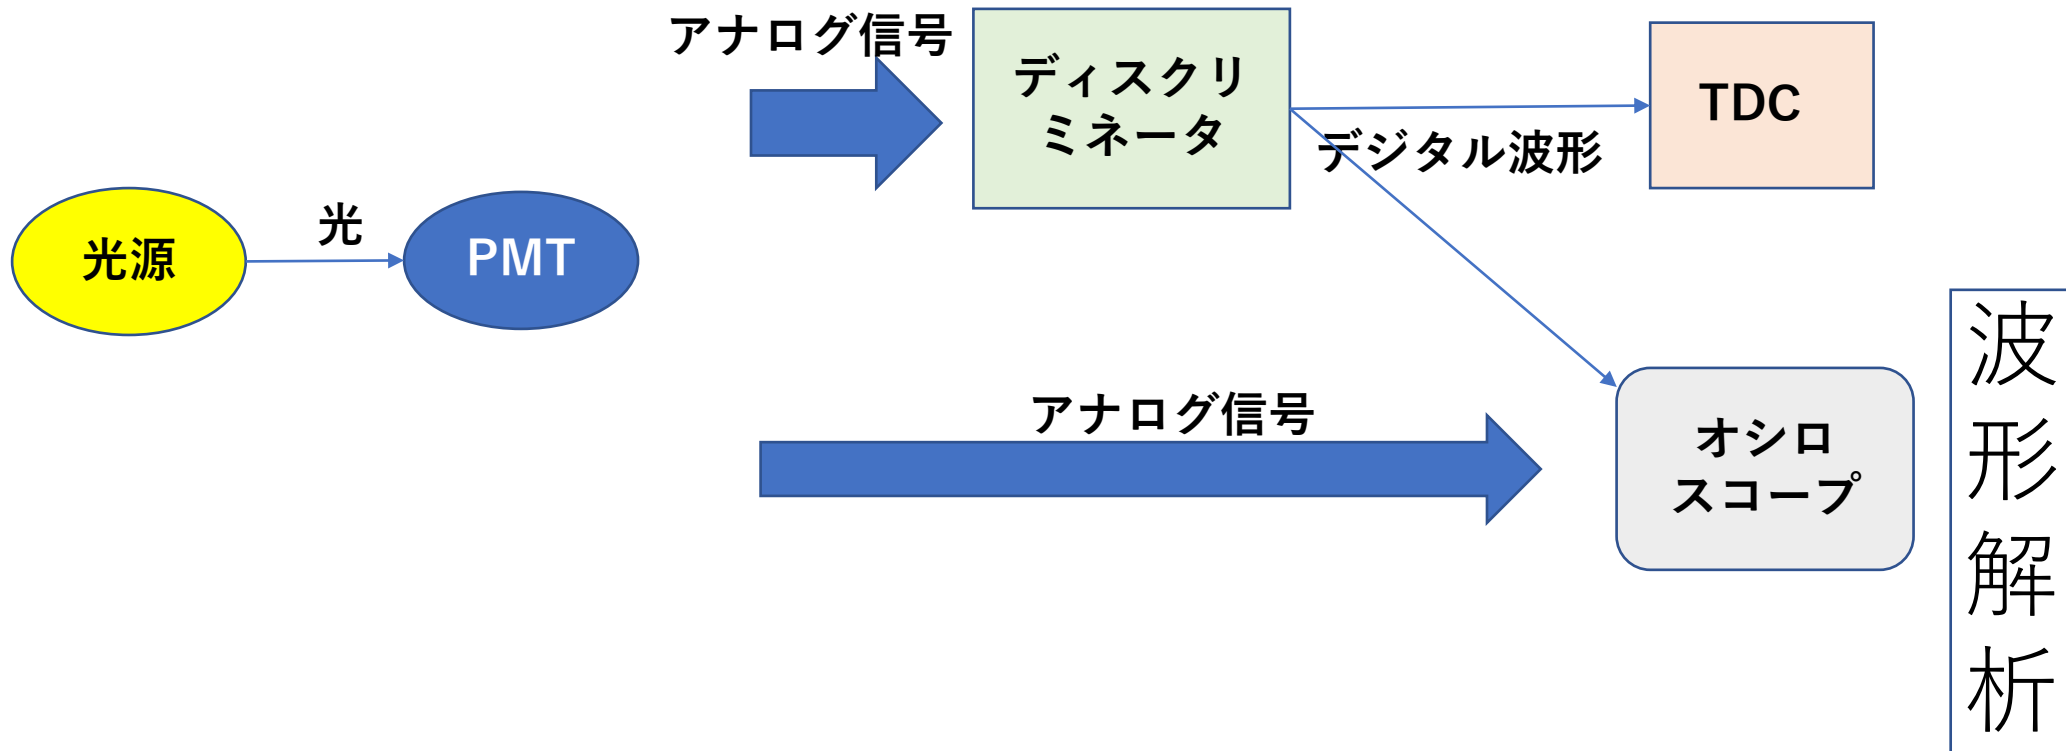 アナログ信号
ディスクリ
ミネータ
TDC
デジタル波形
光
光源
PMT
アナログ信号
オシロ
スコープ
波形解析